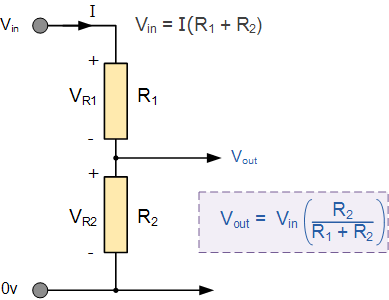 I
Vin
Vin = I(R1 + R2)
+
VR1
R1
-
Vout
+
VR2
R2
Vout = Vin (R2 / R1 + R2)
-
0v